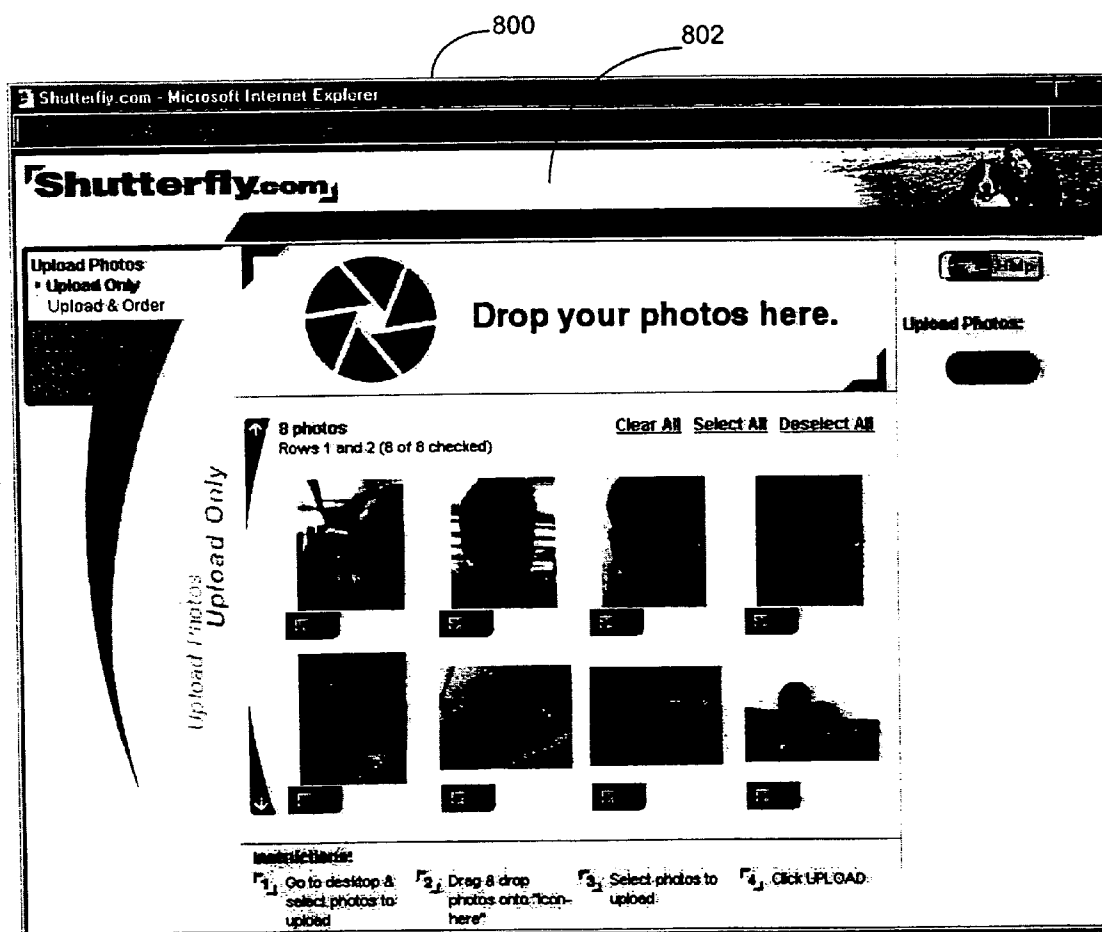 800
802
Shutterfly.com - Microsoft Internet Explorer
Shutterfly.com
Upload Photos
Upload Only
Upload & Order
Drop your photos here.
Help
Upload Photos:
8 photos
Rows 1 and 2 (8 of 8 checked)
Clear All Select All Deselect All
Upload Photos
Upload Only
Instructions:
1 Go to desktop &
select photos to
upload
2 Drag & drop
photos onto "icon-
here"
3 Select photos to
upload
4 Click UPLOAD